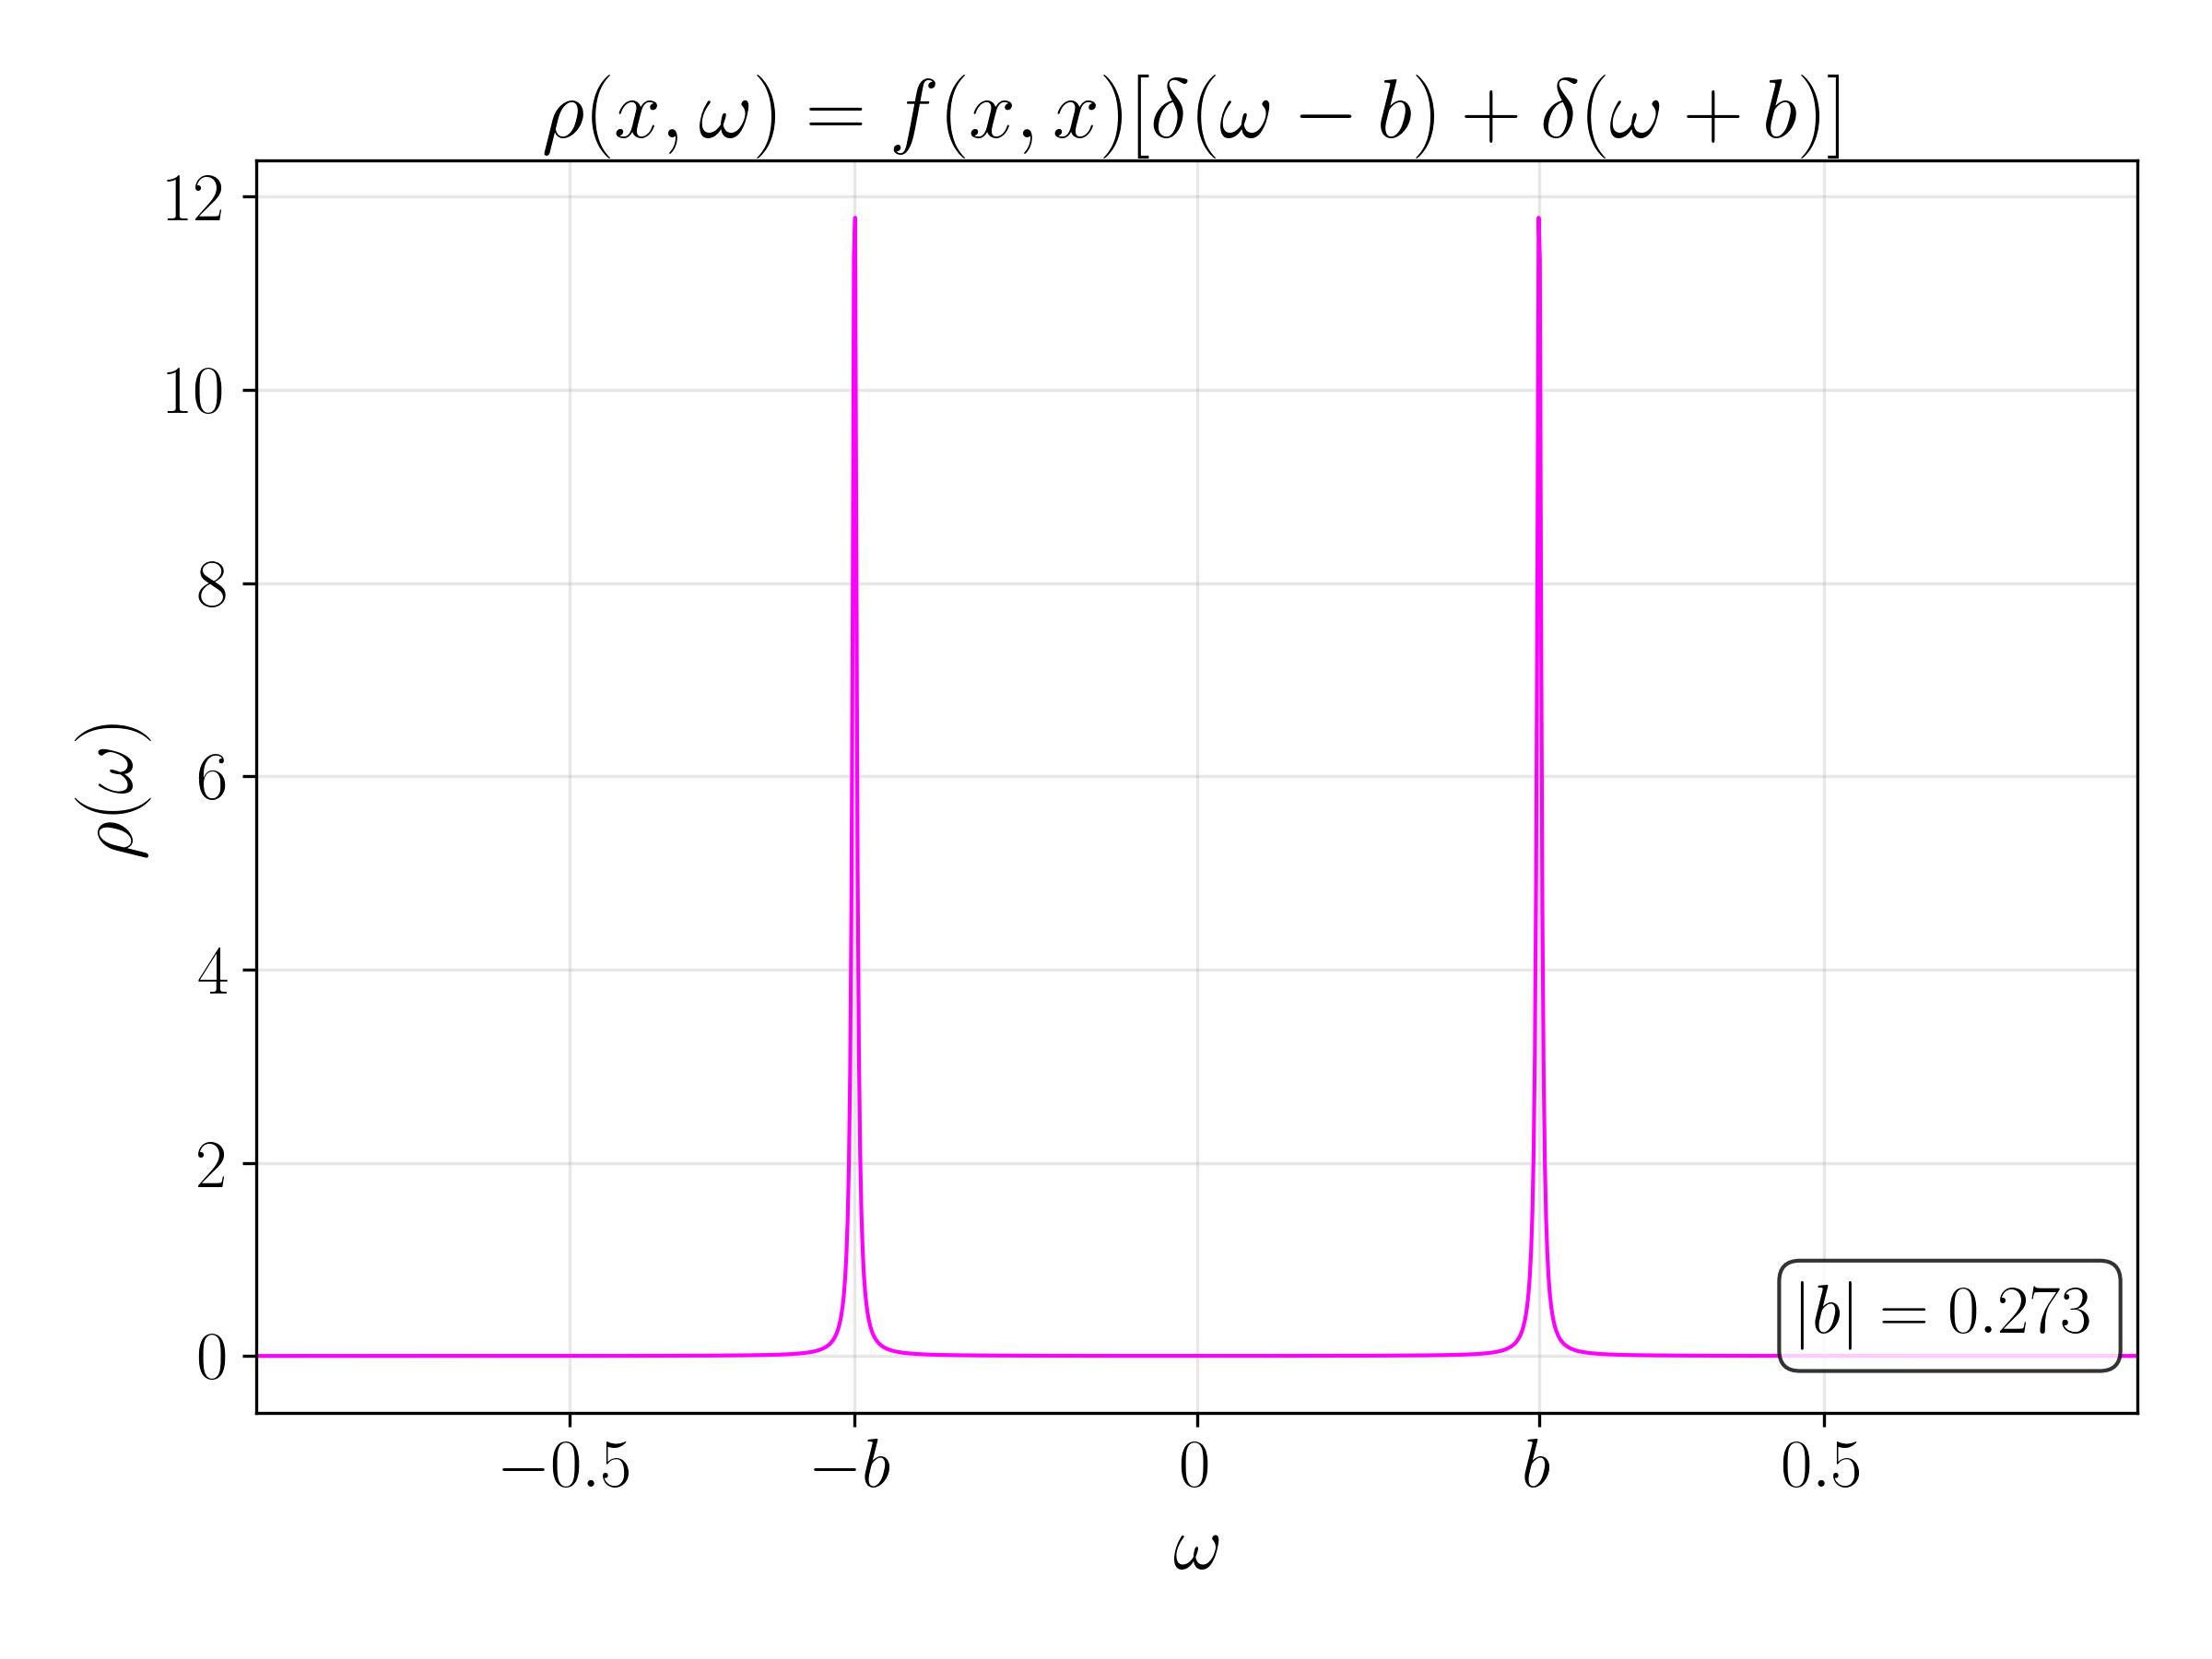 ρ(x, ω) = f(x, x)[δ(ω − b) + δ(ω + b)]
12
10
8
6
4
2
0
ρ(ω)
|b| = 0.273
−0.5
−b
0
b
0.5
ω